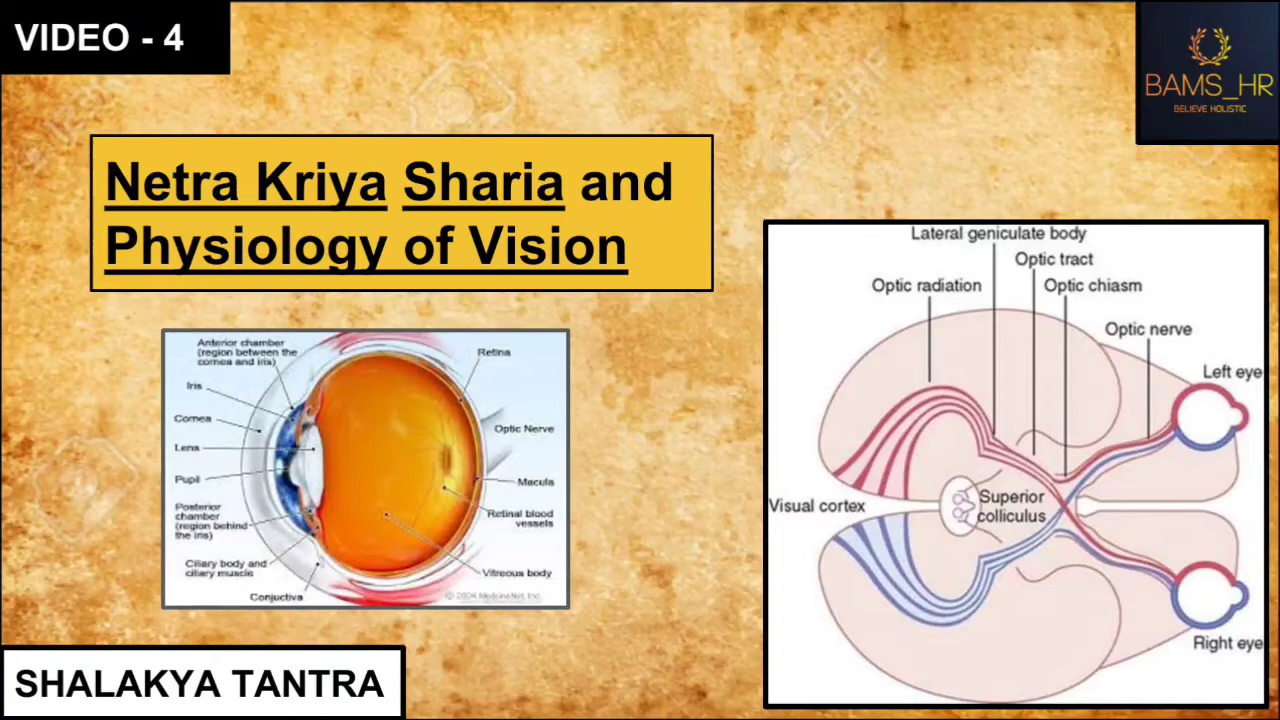 VIDEO - 4
BAMS_HR
BELIEVE HOLISTIC
Netra Kriya Sharia and
Physiology of Vision
Anterior chamber
(region between the
cornea and iris)
Iris
Cornea
Lens
Pupil
Posterior
chamber
(region behind
the iris)
Ciliary body and
ciliary muscle
Conjuctiva
Retina
Optic Nerve
Macula
Retinal blood
vessels
Vitreous body
© 2004 MedicineNet, Inc.
Lateral geniculate body
Optic tract
Optic radiation
Optic chiasm
Optic nerve
Left eye
Visual cortex
Superior
colliculus
Right eye
SHALAKYA TANTRA